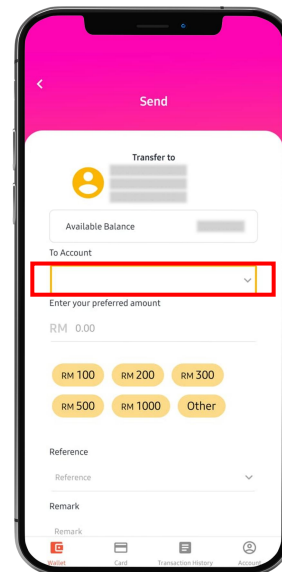 Send
Transfer to
Available Balance
To Account
Enter your preferred amount
RM 0.00
RM 100 RM 200 RM 300
RM 500 RM 1000 Other
Reference
Reference
Remark
Remark
Wallet Card Transaction History Account